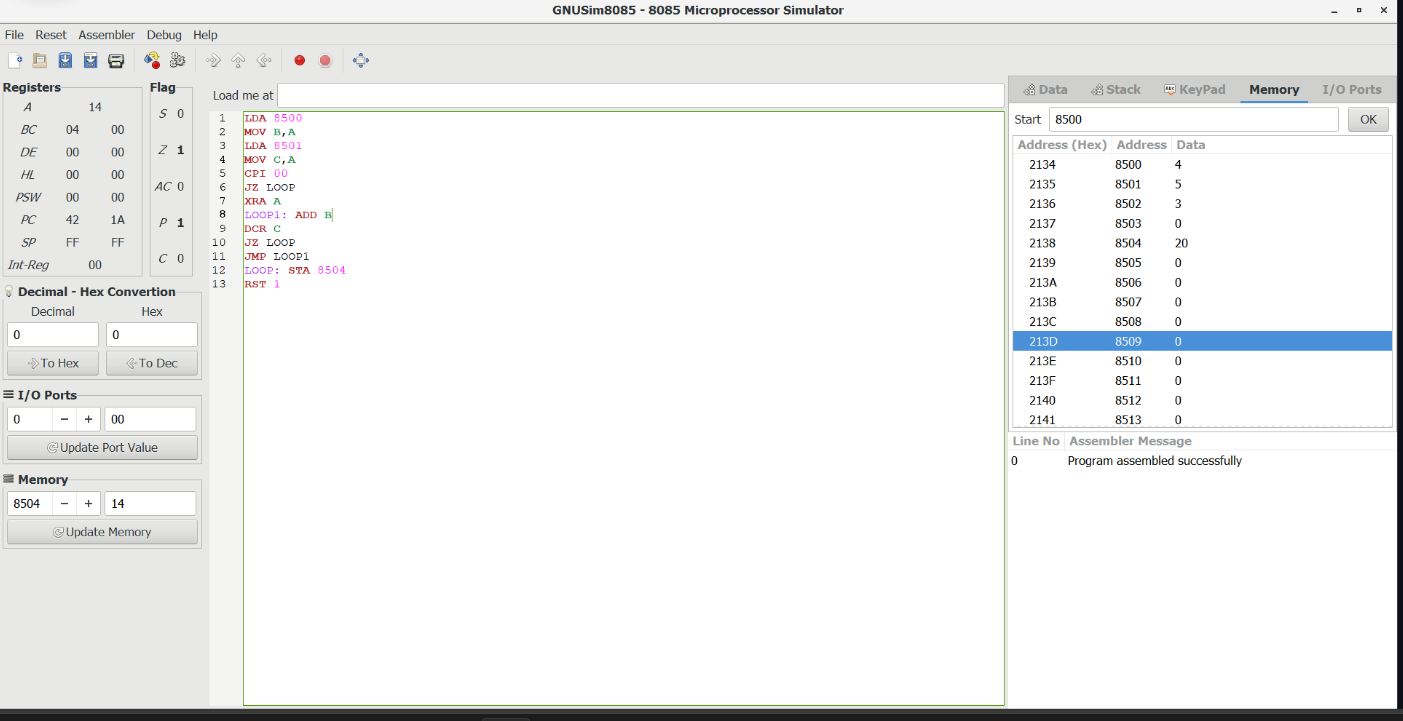 GNUSim8085 - 8085 Microprocessor Simulator
File Reset Assembler Debug Help
Registers
A 14
BC 04 00
DE 00 00
HL 00 00
PSW 00 00
PC 42 1A
SP FF FF
Int-Reg 00
Flag
S 0
Z 1
AC 0
P 1
C 0
Decimal - Hex Convertion
Decimal Hex
0 0
To Hex To Dec
I/O Ports
0 − + 00
Update Port Value
Memory
8504 − + 14
Update Memory
Load me at
1 LDA 8500
2 MOV B,A
3 LDA 8501
4 MOV C,A
5 CPI 00
6 JZ LOOP
7 XRA A
8 LOOP1: ADD B
9 DCR C
10 JZ LOOP
11 JMP LOOP1
12 LOOP: STA 8504
13 RST 1
Data Stack ABC KeyPad Memory I/O Ports
Start 8500 OK
Address (Hex) Address Data
2134 8500 4
2135 8501 5
2136 8502 3
2137 8503 0
2138 8504 20
2139 8505 0
213A 8506 0
213B 8507 0
213C 8508 0
213D 8509 0
213E 8510 0
213F 8511 0
2140 8512 0
2141 8513 0
Line No Assembler Message
0 Program assembled successfully